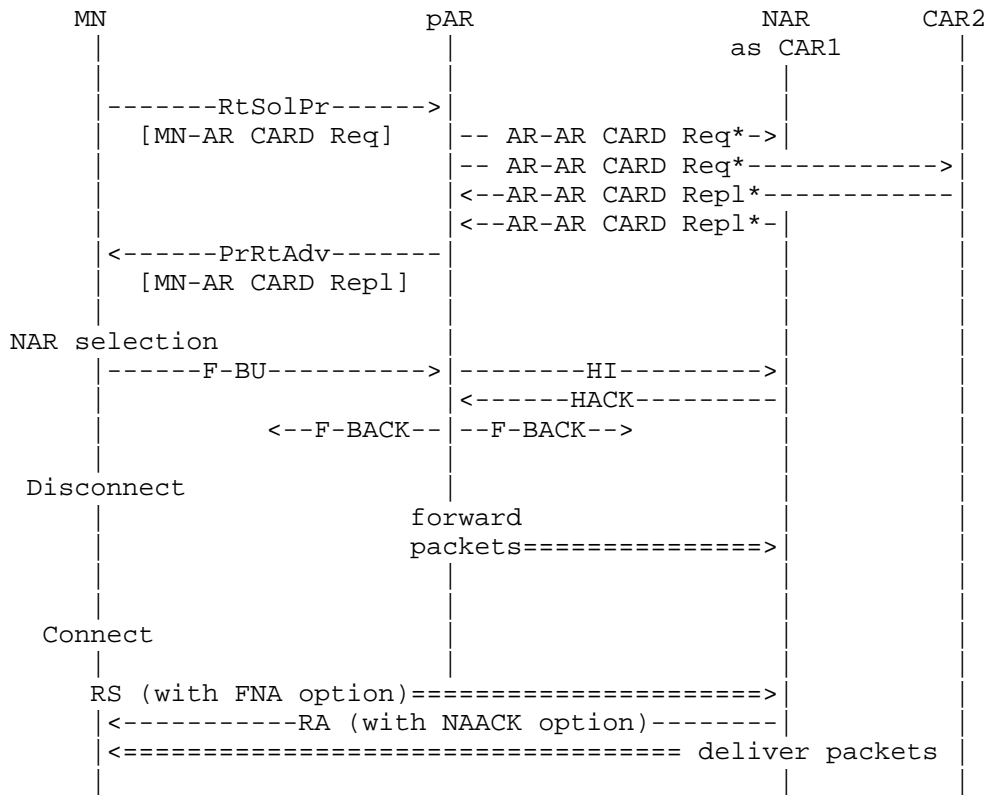 MN pAR NAR CAR2
as CAR1
-------RtSolPr------>
[MN-AR CARD Req] -- AR-AR CARD Req*->
-- AR-AR CARD Req*------------>
<--AR-AR CARD Repl*------------
<--AR-AR CARD Repl*-
<------PrRtAdv-------
[MN-AR CARD Repl]
NAR selection
------F-BU---------->|--------HI--------->
<------HACK---------
<--F-BACK--|--F-BACK-->
Disconnect
forward
packets===============>
Connect
RS (with FNA option)======================>
<-----------RA (with NAACK option)--------
<=================================== deliver packets